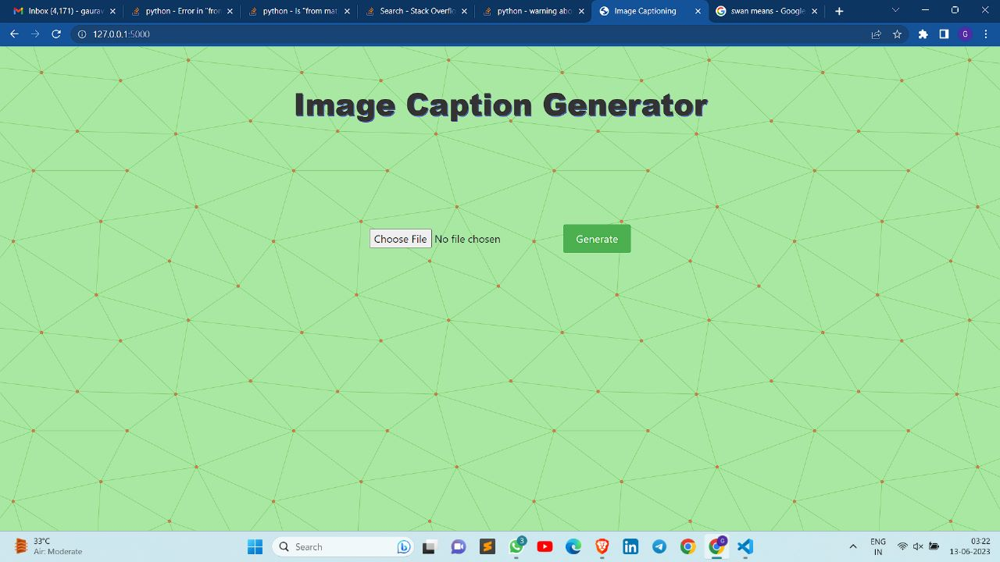 Inbox (4,171) - gaurav
python - Error in "fron
python - Is "from mat
Search - Stack Overflo
python - warning abo
Image Captioning
swan means - Google
127.0.0.1:5000
G
Image Caption Generator
Choose File No file chosen
Generate
33°C
Air: Moderate
Search
3
G
ENG
IN
03:22
13-06-2023